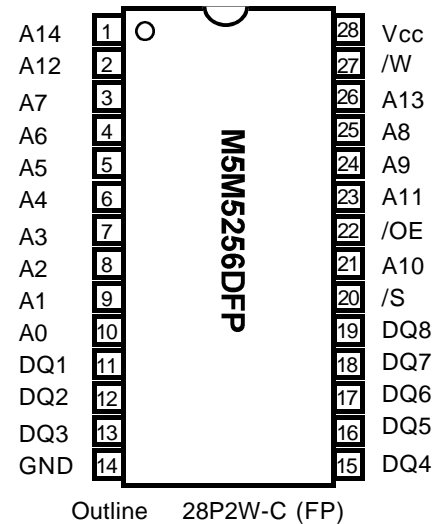 A14 1 28 Vcc
A12 2 27 /W
A7 3 26 A13
A6 4 25 A8
A5 5 24 A9
A4 6 23 A11
A3 7 22 /OE
A2 8 21 A10
A1 9 20 /S
A0 10 19 DQ8
DQ1 11 18 DQ7
DQ2 12 17 DQ6
DQ3 13 16 DQ5
GND 14 15 DQ4
M5M5256DFP
Outline 28P2W-C (FP)